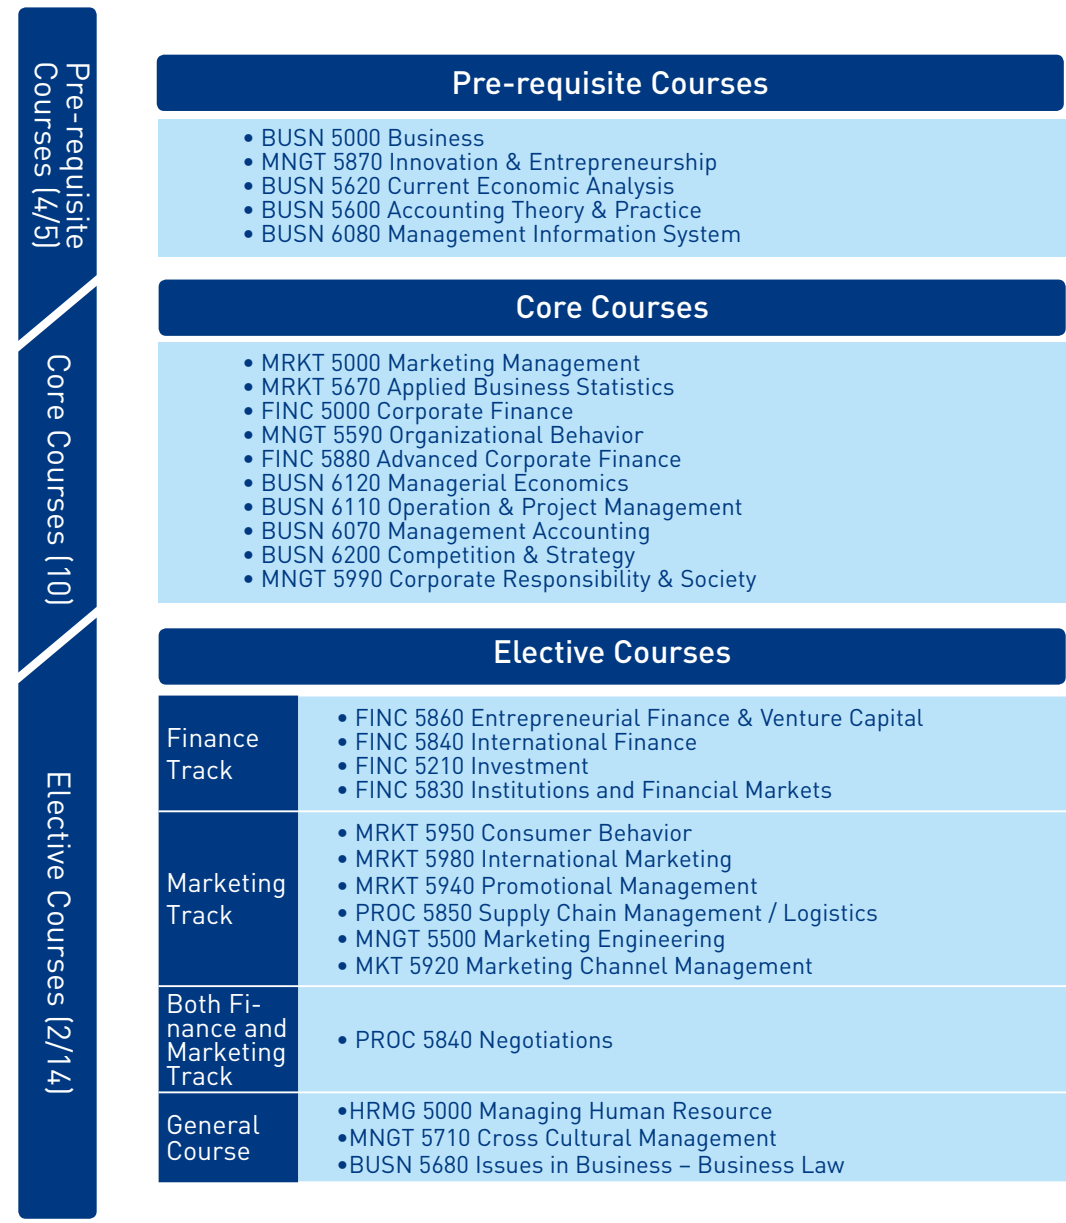 Pre-requisite
Courses (4/5)
Pre-requisite Courses
• BUSN 5000 Business
• MNGT 5870 Innovation & Entrepreneurship
• BUSN 5620 Current Economic Analysis
• BUSN 5600 Accounting Theory & Practice
• BUSN 6080 Management Information System
Core Courses (10)
Core Courses
• MRKT 5000 Marketing Management
• MRKT 5670 Applied Business Statistics
• FINC 5000 Corporate Finance
• MNGT 5590 Organizational Behavior
• FINC 5880 Advanced Corporate Finance
• BUSN 6120 Managerial Economics
• BUSN 6110 Operation & Project Management
• BUSN 6070 Management Accounting
• BUSN 6200 Competition & Strategy
• MNGT 5990 Corporate Responsibility & Society
Elective Courses (2/14)
Elective Courses
Finance
Track
• FINC 5860 Entrepreneurial Finance & Venture Capital
• FINC 5840 International Finance
• FINC 5210 Investment
• FINC 5830 Institutions and Financial Markets
Marketing
Track
• MRKT 5950 Consumer Behavior
• MRKT 5980 International Marketing
• MRKT 5940 Promotional Management
• PROC 5850 Supply Chain Management / Logistics
• MNGT 5500 Marketing Engineering
• MKT 5920 Marketing Channel Management
Both Fi-
nance and
Marketing
Track
• PROC 5840 Negotiations
General
Course
•HRMG 5000 Managing Human Resource
•MNGT 5710 Cross Cultural Management
•BUSN 5680 Issues in Business – Business Law